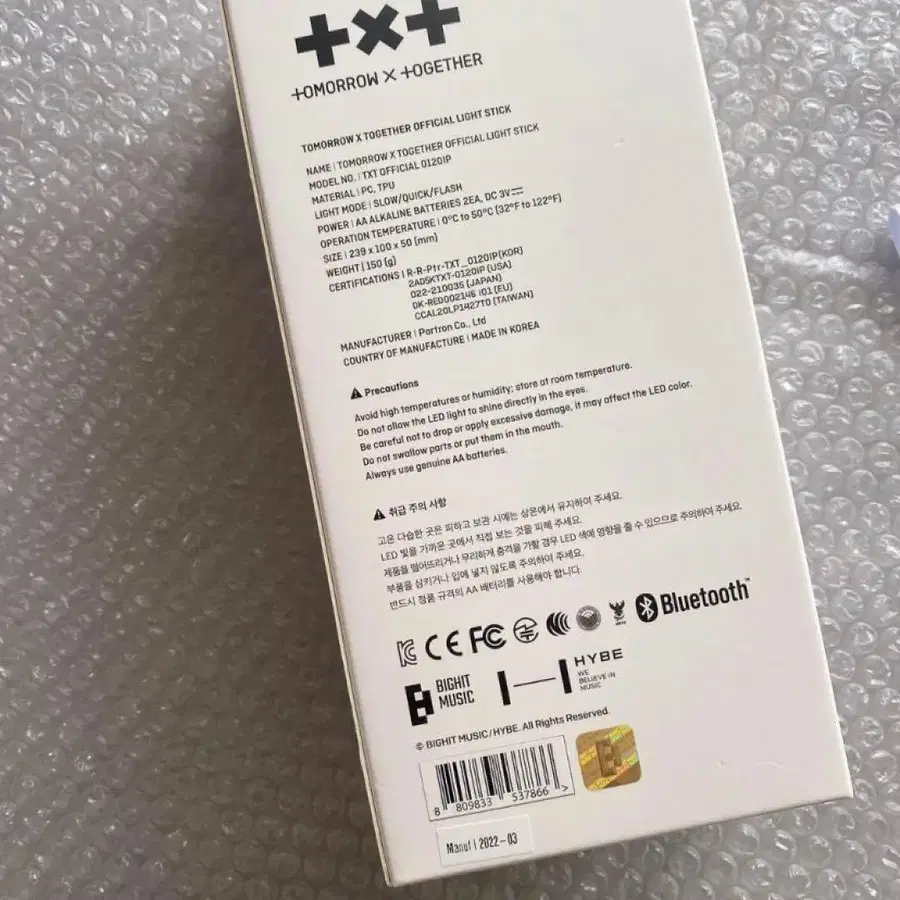 +×+
TOMORROW X TOGETHER
TOMORROW X TOGETHER OFFICIAL LIGHT STICK
NAME | TOMORROW X TOGETHER OFFICIAL LIGHT STICK
MODEL NO. | TXT OFFICIAL 0120IP
MATERIAL | PC, TPU
LIGHT MODE | SLOW/QUICK/FLASH
POWER | AA ALKALINE BATTERIES 2EA, DC 3V⎓
OPERATION TEMPERATURE | 0°C to 50°C (32°F to 122°F)
SIZE | 239 x 100 x 50 (mm)
WEIGHT | 150 (g)
CERTIFICATIONS | R-R-Ptr-TXT_0120IP(KOR)
2AD5KTXT-0120IP (USA)
022-210035 (JAPAN)
DK-RED002146 i01 (EU)
CCAL20LP1427T0 (TAIWAN)
MANUFACTURER | Partron Co., Ltd
COUNTRY OF MANUFACTURE | MADE IN KOREA
⚠ Precautions
Avoid high temperatures or humidity; store at room temperature.
Do not allow the LED light to shine directly in the eyes.
Be careful not to drop or apply excessive damage, it may affect the LED color.
Do not swallow parts or put them in the mouth.
Always use genuine AA batteries.
⚠ 취급 주의 사항
고온 다습한 곳은 피하고 보관 시에는 상온에서 유지하여 주세요.
LED 빛을 가까운 곳에서 직접 보는 것을 피해 주세요.
제품을 떨어뜨리거나 무리하게 충격을 가할 경우 LED 색에 영향을 줄 수 있으므로 주의하여 주세요.
부품을 삼키거나 입에 넣지 않도록 주의하여 주세요.
반드시 정품 규격의 AA 배터리를 사용해야 합니다.
CE FC Bluetooth™
BIGHIT MUSIC
HYBE
WE BELIEVE IN MUSIC
© BIGHIT MUSIC/HYBE. All Rights Reserved.
8 809833 537866 >
Manuf | 2022-03